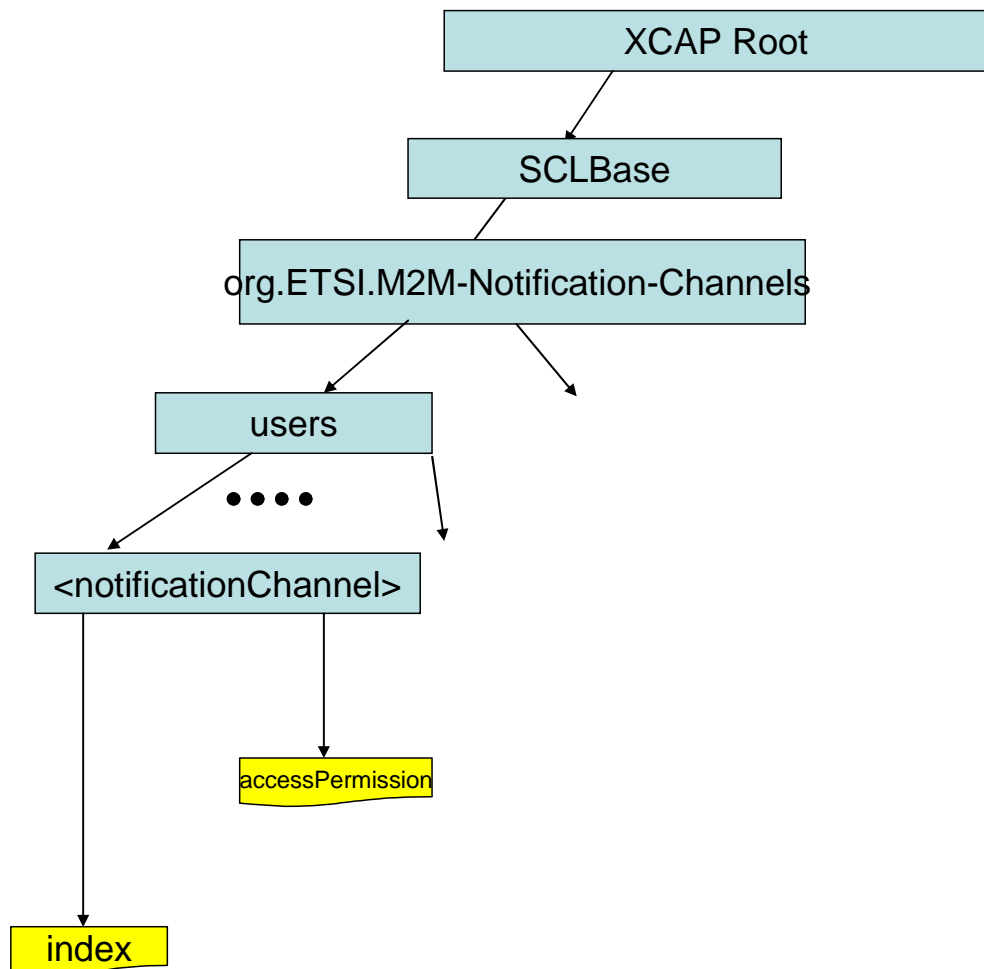 XCAP Root
SCLBase
org.ETSI.M2M-Notification-Channels
users
<notificationChannel>
accessPermission
index